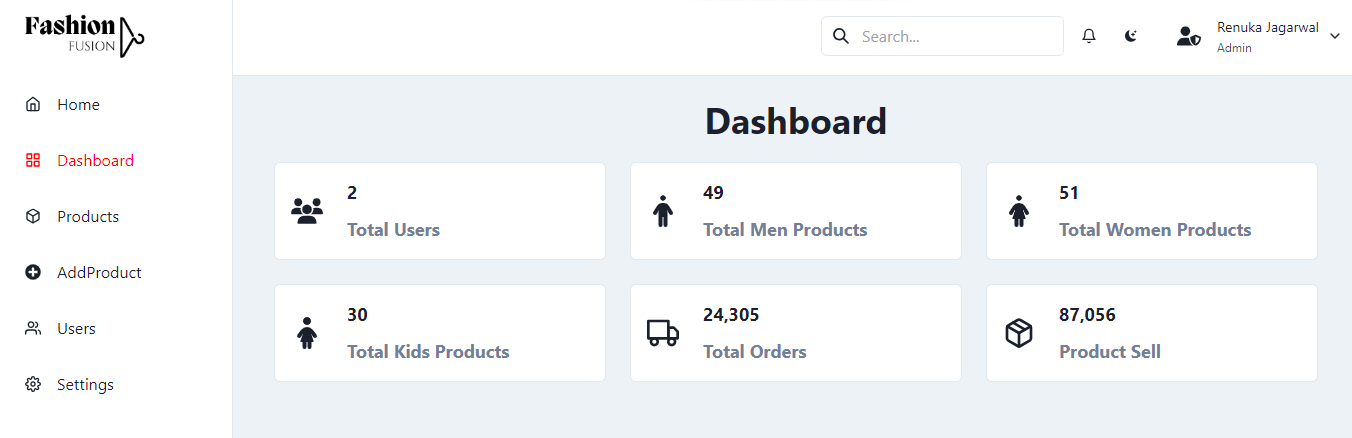 Fashion
FUSION
Search...
Renuka Jagarwal
Admin
Home
Dashboard
Products
AddProduct
Users
Settings
Dashboard
2
Total Users
49
Total Men Products
51
Total Women Products
30
Total Kids Products
24,305
Total Orders
87,056
Product Sell